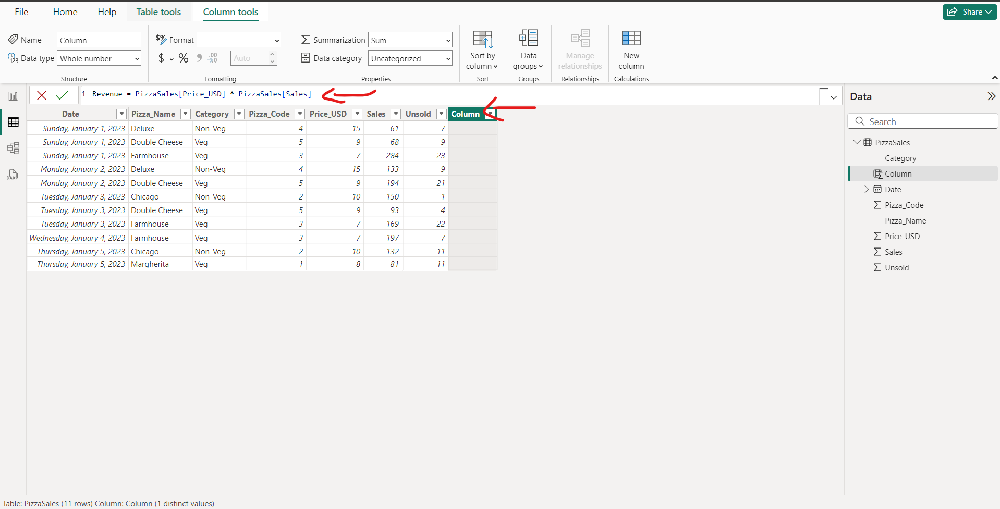 File Home Help Table tools Column tools Share
Name Column $% Format Summarization Sum
Data type Whole number $ % Auto Data category Uncategorized
Sort by column Data groups Manage relationships New column
Structure Formatting Properties Sort Groups Relationships Calculations
1 Revenue = PizzaSales[Price_USD] * PizzaSales[Sales]
Date Pizza_Name Category Pizza_Code Price_USD Sales Unsold Column
Sunday, January 1, 2023 Deluxe Non-Veg 4 15 61 7
Sunday, January 1, 2023 Double Cheese Veg 5 9 68 9
Sunday, January 1, 2023 Farmhouse Veg 3 7 284 23
Monday, January 2, 2023 Deluxe Non-Veg 4 15 133 9
Monday, January 2, 2023 Double Cheese Veg 5 9 194 21
Tuesday, January 3, 2023 Chicago Non-Veg 2 10 150 1
Tuesday, January 3, 2023 Double Cheese Veg 5 9 93 4
Tuesday, January 3, 2023 Farmhouse Veg 3 7 169 22
Wednesday, January 4, 2023 Farmhouse Veg 3 7 197 7
Thursday, January 5, 2023 Chicago Non-Veg 2 10 132 11
Thursday, January 5, 2023 Margherita Veg 1 8 81 11
Data
Search
PizzaSales
Category
Column
Date
Pizza_Code
Pizza_Name
Price_USD
Sales
Unsold
DAX
Table: PizzaSales (11 rows) Column: Column (1 distinct values)